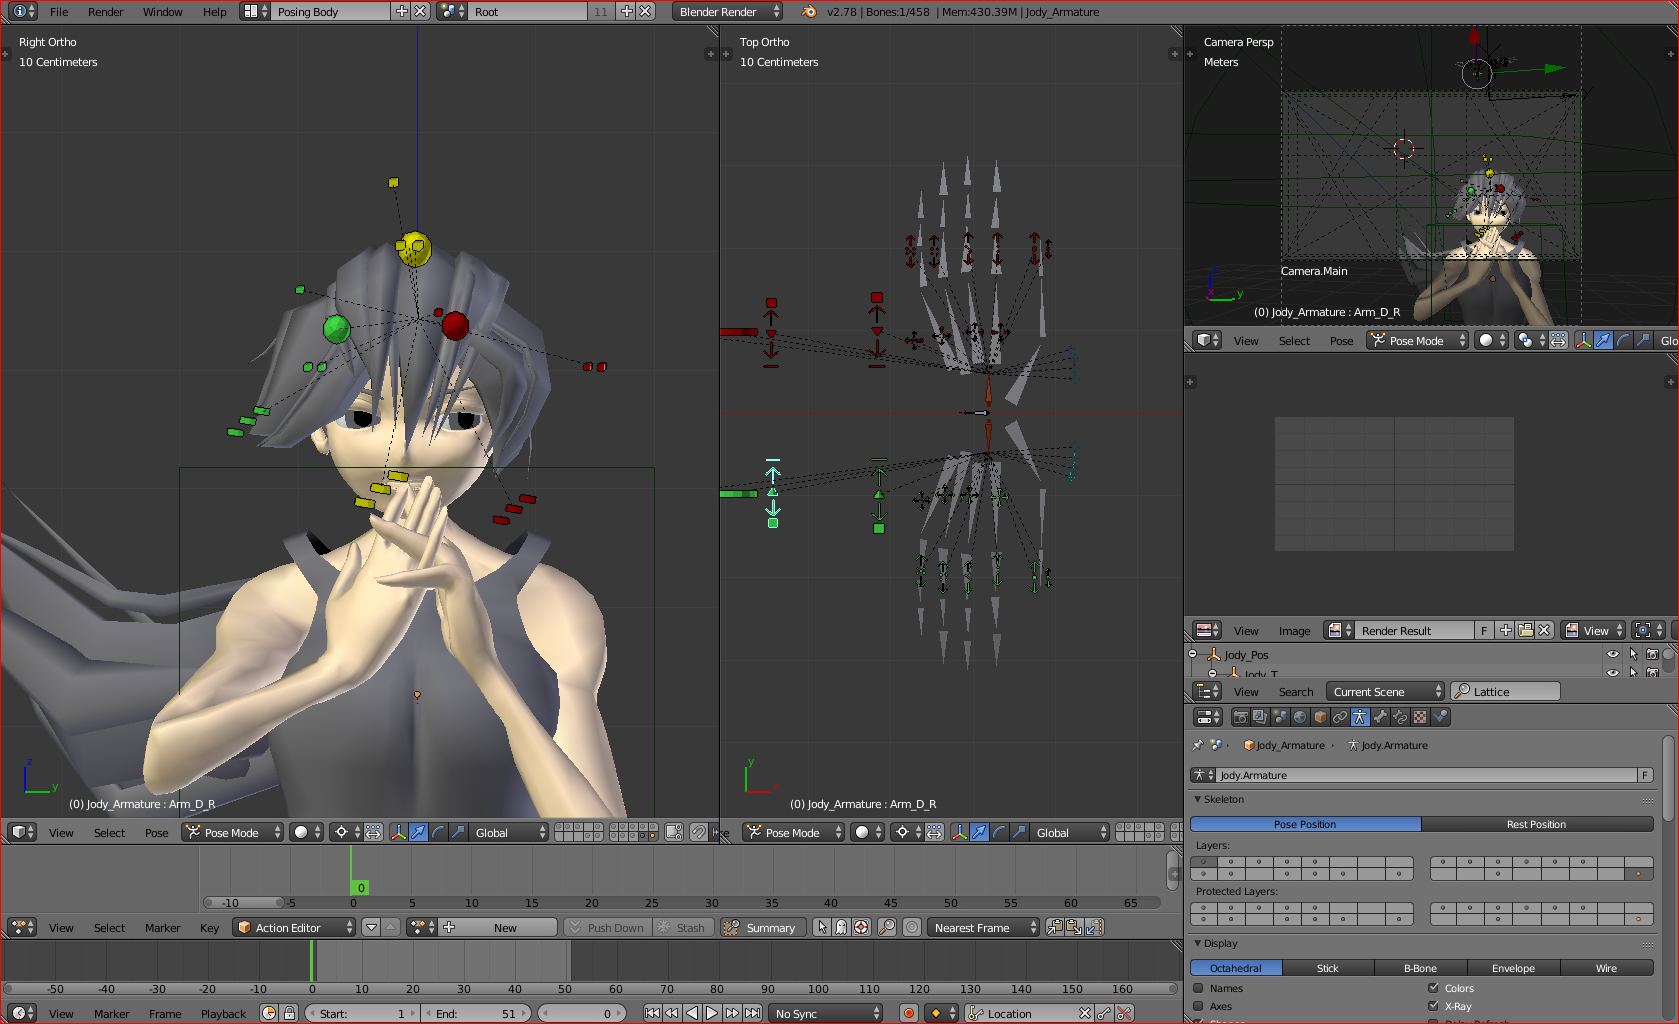 File Render Window Help Posing Body Root 11 Blender Render v2.78 | Bones:1/458 | Mem:430.39M | Jody_Armature
Right Ortho
10 Centimeters
(0) Jody_Armature : Arm_D_R
z
y
View Select Pose Pose Mode Global
Top Ortho
10 Centimeters
y
x
(0) Jody_Armature : Arm_D_R
Pose Mode Global
Camera Persp
Meters
Camera.Main
y
(0) Jody_Armature : Arm_D_R
View Select Pose Pose Mode Glo
View Image Render Result F View
Jody_Pos
Jody_T
View Search Current Scene Lattice
Jody_Armature Jody.Armature
Jody.Armature F
Skeleton
Pose Position Rest Position
Layers:
Protected Layers:
Display
Octahedral Stick B-Bone Envelope Wire
Names Colors
Axes X-Ray
0
-10 -5 0 5 10 15 20 25 30 35 40 45 50 55 60 65
View Select Marker Key Action Editor New Push Down Stash Summary Nearest Frame
-50 -40 -30 -20 -10 0 10 20 30 40 50 60 70 80 90 100 110 120 130 140 150 160
View Marker Frame Playback Start: 1 End: 51 0 No Sync Location